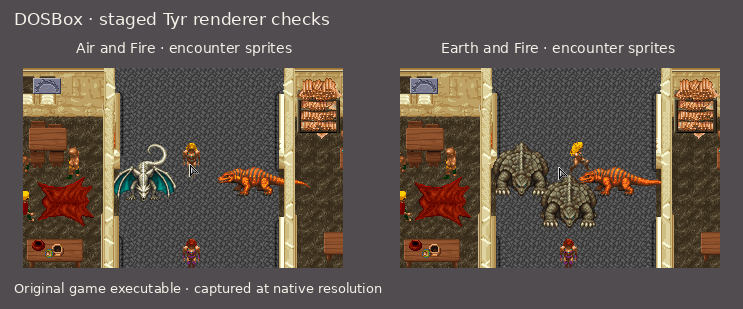 DOSBox · staged Tyr renderer checks
Air and Fire · encounter sprites
Earth and Fire · encounter sprites
Original game executable · captured at native resolution